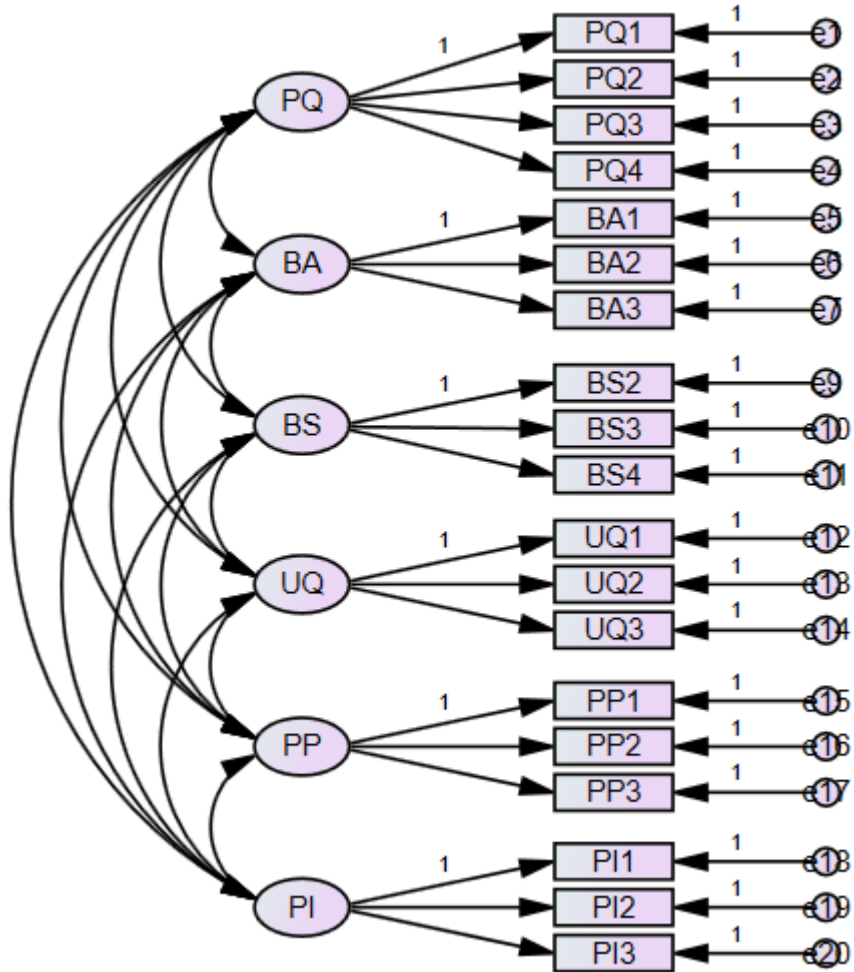 1 PQ1 1 e1
PQ PQ2 1 e2
PQ3 1 e3
PQ4 1 e4
1 BA1 1 e5
BA BA2 1 e6
BA3 1 e7
1 BS2 1 e9
BS BS3 1 e10
BS4 1 e11
1 UQ1 1 e12
UQ UQ2 1 e13
UQ3 1 e14
1 PP1 1 e15
PP PP2 1 e16
PP3 1 e17
1 PI1 1 e18
PI PI2 1 e19
PI3 1 e20